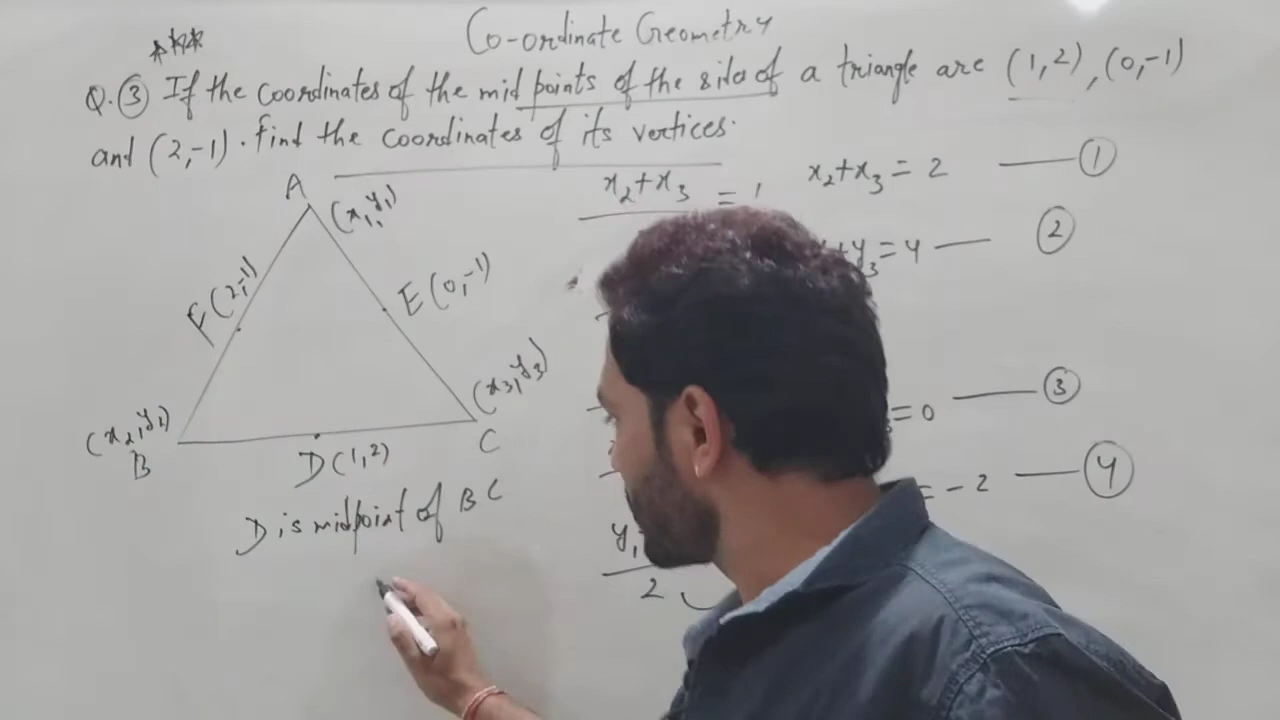 Co-ordinate Geometry
***
Q.③ If the coordinates of the mid points of the sides of a triangle are (1,2), (0,-1)
and (2,-1). find the coordinates of its vertices.
A
(x₁,y₁)
F(2,-1)
E(0,-1)
(x₂,y₂)
B
(x₃,y₃)
C
D(1,2)
D is midpoint of BC
x₂+x₃ = 1
x₂+x₃ = 2 —— ①
+y₃ = 4 —— ②
= 0 —— ③
= -2 —— ④
y₁
2